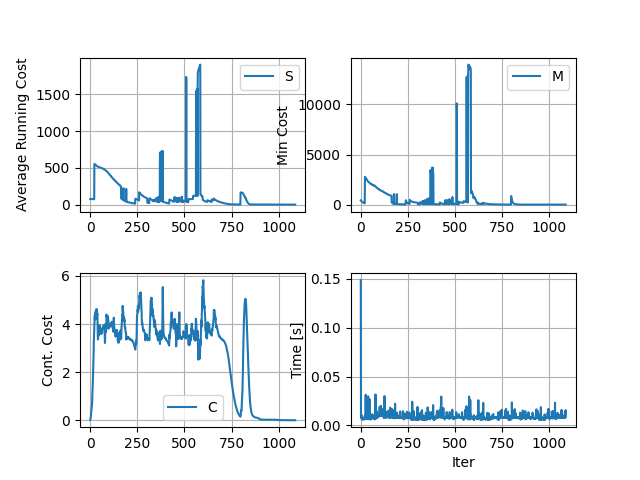 Average Running Cost
1500
1000
500
0
0 250 500 750 1000
S
Min Cost
10000
5000
0
0 250 500 750 1000
M
Cont. Cost
6
4
2
0
0 250 500 750 1000
C
Time [s]
0.15
0.10
0.05
0.00
0 250 500 750 1000
Iter